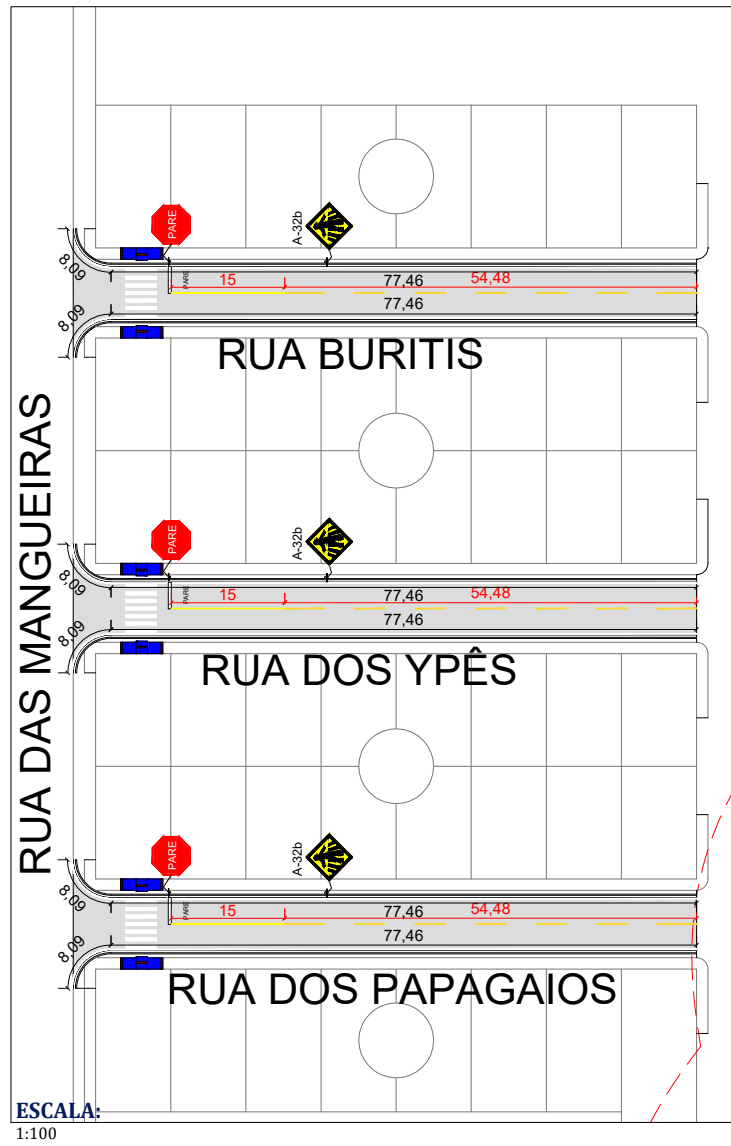 PARE
A-32b
8,09
PARE
15
77,46
54,48
77,46
8,09
RUA BURITIS
RUA DAS MANGUEIRAS
PARE
A-32b
8,09
PARE
15
77,46
54,48
77,46
8,09
RUA DOS YPÊS
PARE
A-32b
8,09
PARE
15
77,46
54,48
77,46
8,09
RUA DOS PAPAGAIOS
ESCALA:
1:100